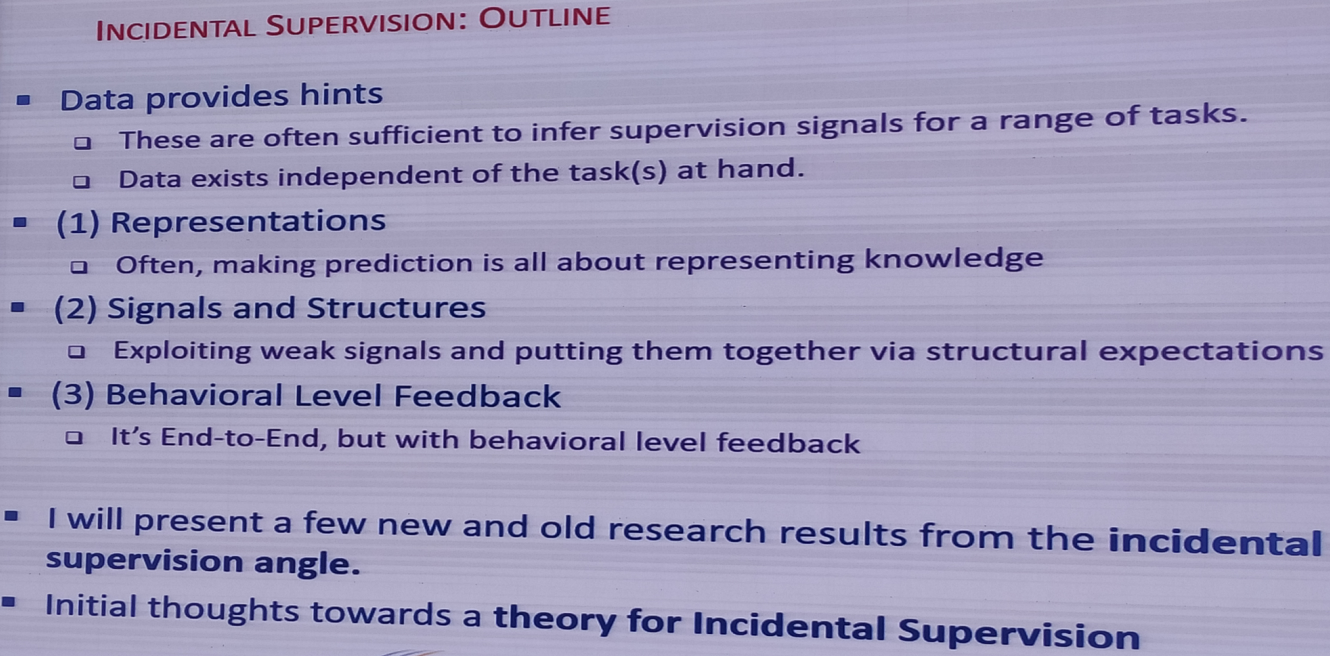 INCIDENTAL SUPERVISION: OUTLINE
Data provides hints
These are often sufficient to infer supervision signals for a range of tasks.
Data exists independent of the task(s) at hand.
(1) Representations
Often, making prediction is all about representing knowledge
(2) Signals and Structures
Exploiting weak signals and putting them together via structural expectations
(3) Behavioral Level Feedback
It's End-to-End, but with behavioral level feedback
I will present a few new and old research results from the incidental
supervision angle.
Initial thoughts towards a theory for Incidental Supervision